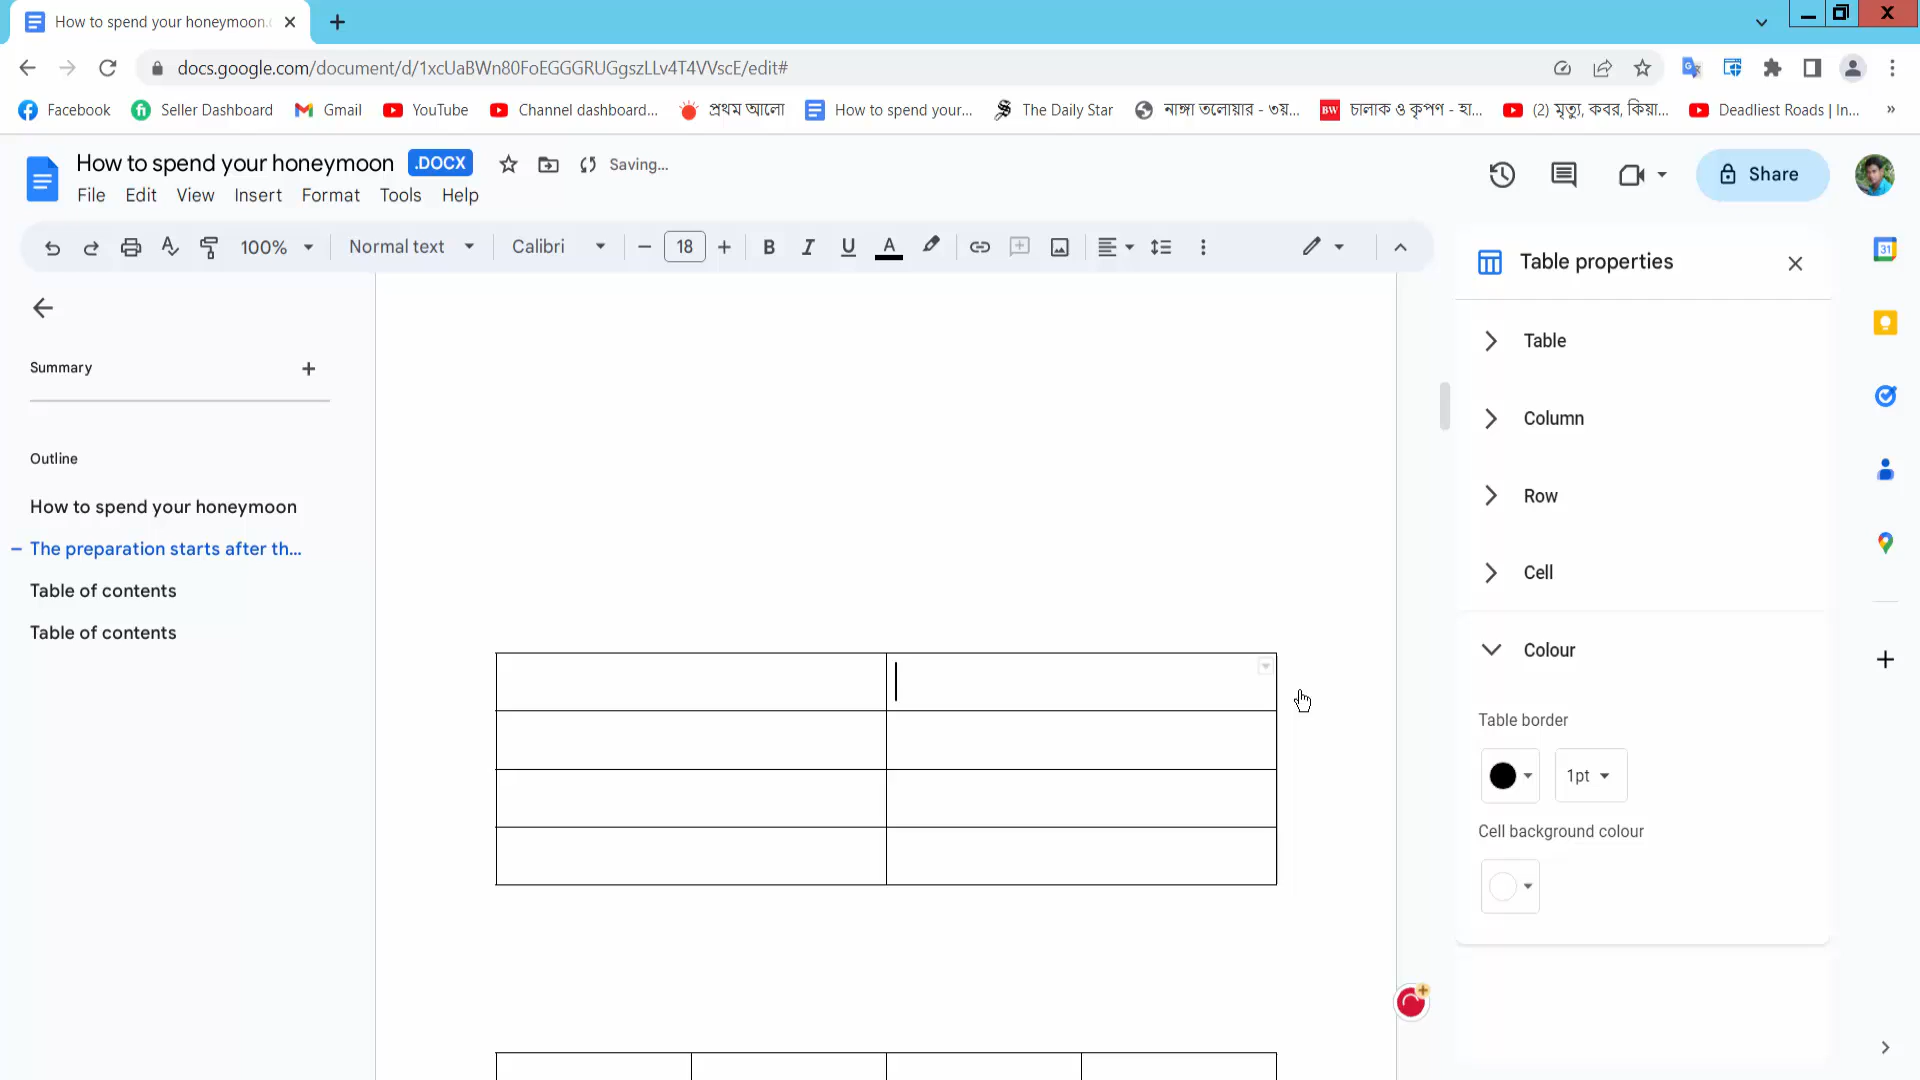 How to spend your honeymoon.
docs.google.com/document/d/1xcUaBWn80FoEGGGRUGgszLLv4T4VVscE/edit#
Facebook Seller Dashboard Gmail YouTube Channel dashboard... প্রথম আলো How to spend your... The Daily Star নাঙ্গা তলোয়ার - ৩য়... BW চালাক ও কৃপণ - হা... (2) মৃত্যু, কবর, কিয়া... Deadliest Roads | In... »
How to spend your honeymoon .DOCX Saving...
File Edit View Insert Format Tools Help
Share
100% Normal text Calibri 18 B I U A
Table properties
31
Table
Summary
Column
Outline
Row
How to spend your honeymoon
The preparation starts after th...
Cell
Table of contents
Table of contents
Colour
Table border
1pt
Cell background colour